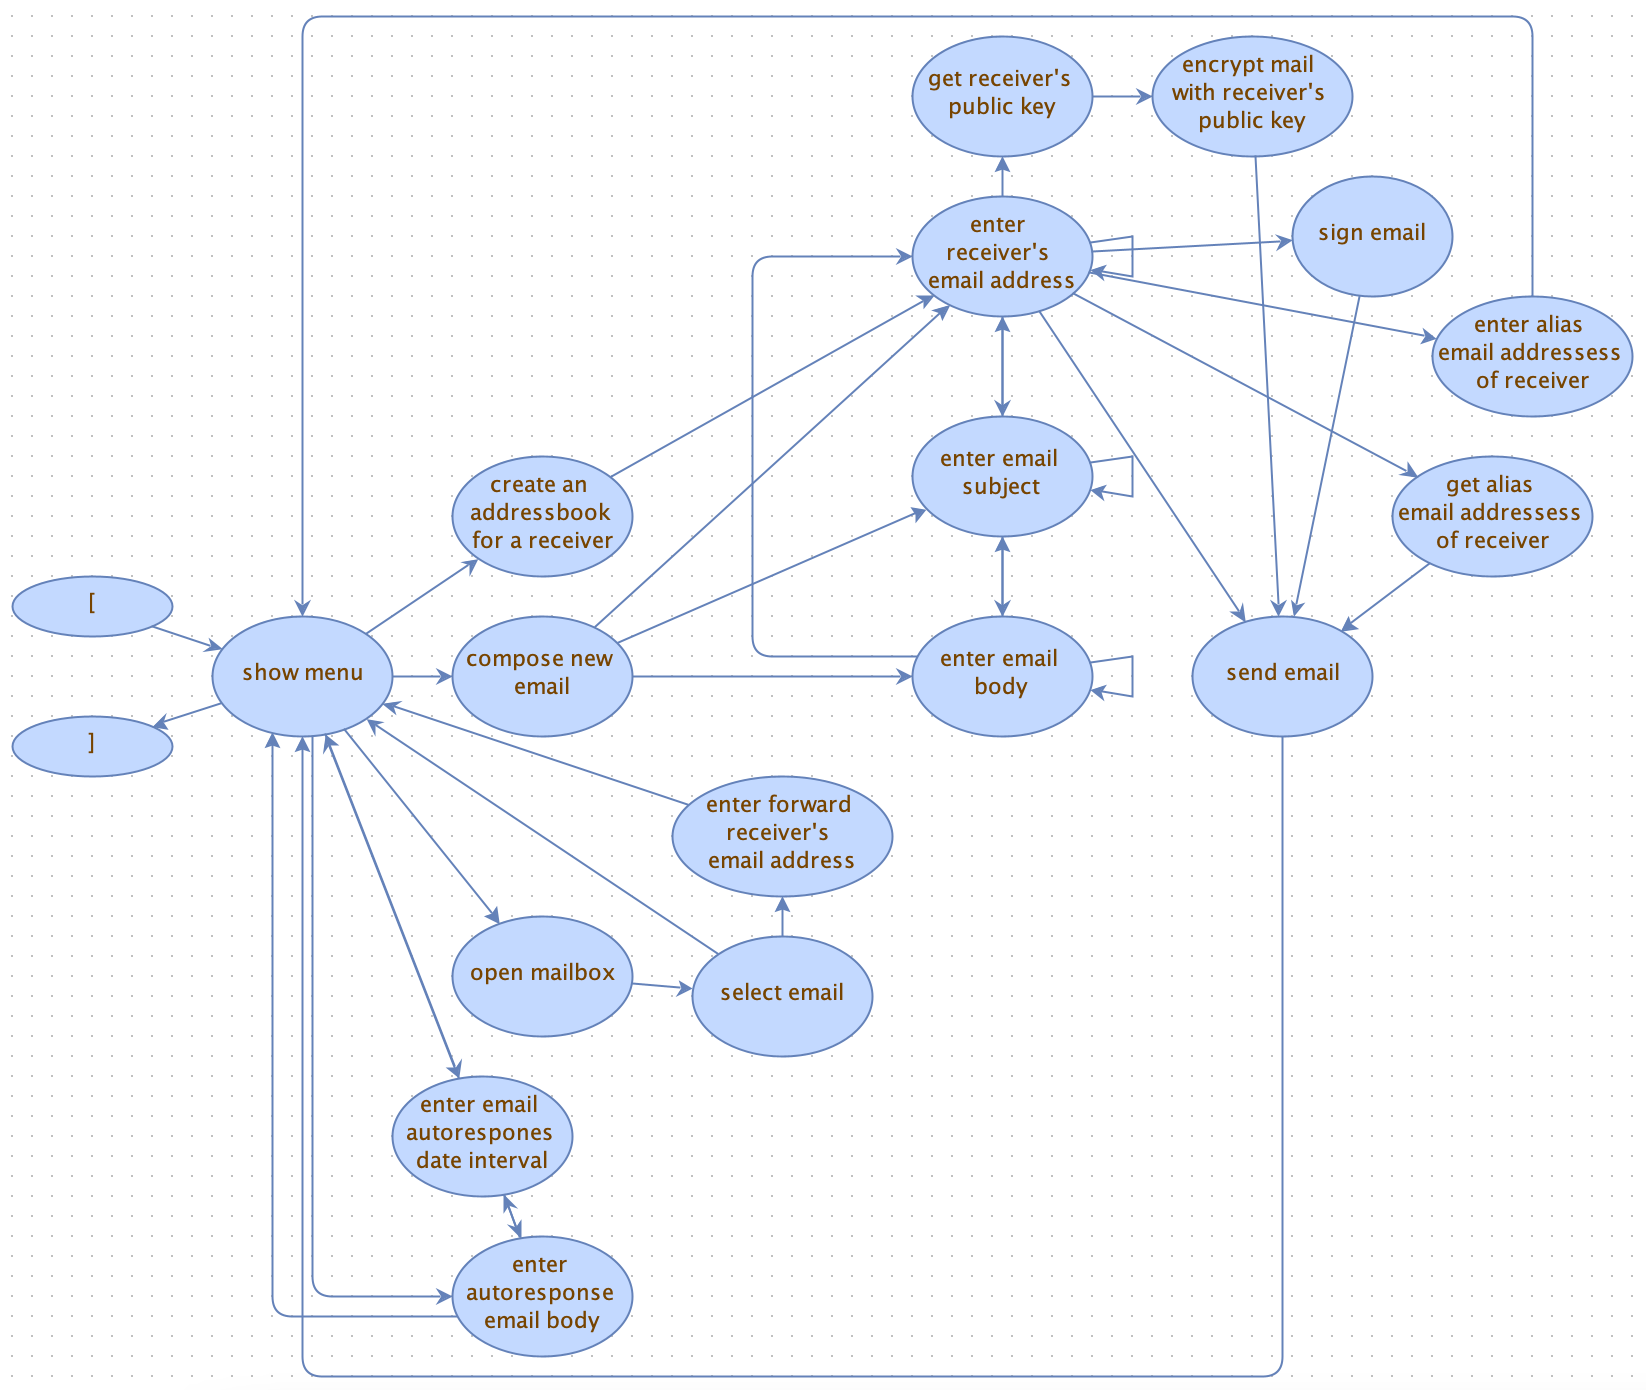 get receiver's
public key
encrypt mail
with receiver's
public key
enter
receiver's
email address
sign email
enter alias
email addressess
of receiver
enter email
subject
create an
addressbook
for a receiver
get alias
email addressess
of receiver
[
show menu
compose new
email
enter email
body
send email
]
enter forward
receiver's
email address
open mailbox
select email
enter email
autorespones
date interval
enter
autoresponse
email body